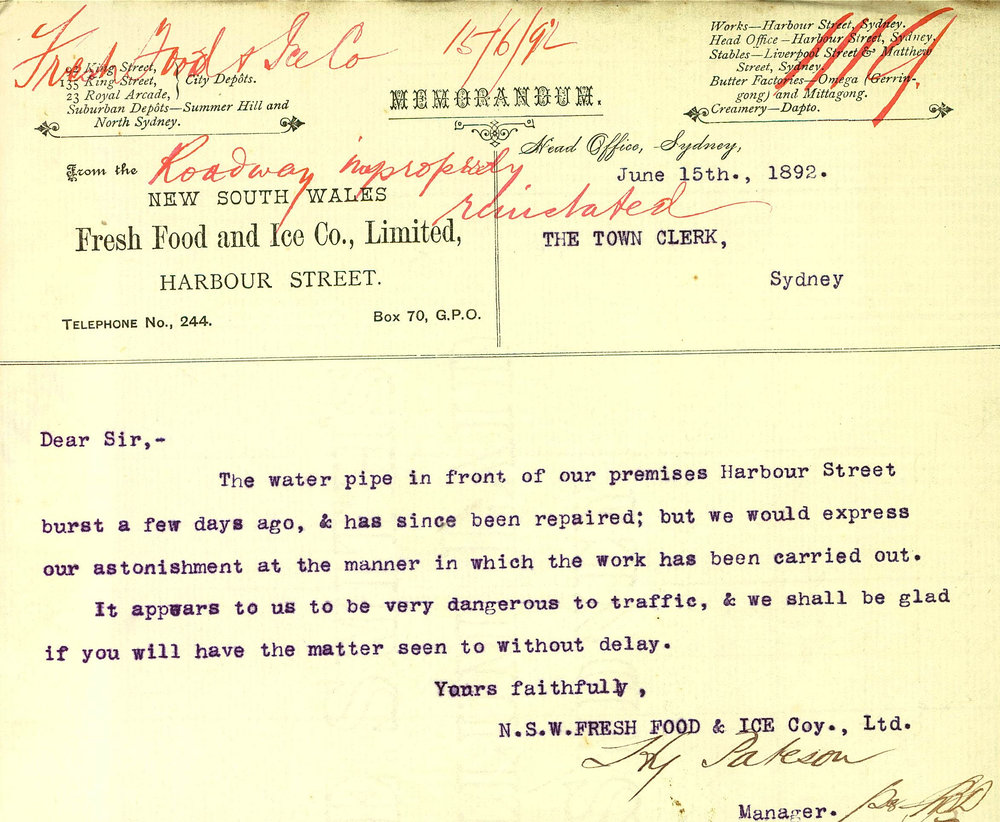 Fresh Food & Ice Co
15/6/92
King Street,
135 King Street,
23 Royal Arcade,
City Depôts.
Suburban Depôts—Summer Hill and
North Sydney.
MEMORANDUM.
Works—Harbour Street, Sydney.
Head Office—Harbour Street, Sydney.
Stables—Liverpool Street & Matthew
Street, Sydney.
Butter Factories—Omega (Gerrin-
gong) and Mittagong.
Creamery—Dapto.
From the
Roadway improperly
reinstated
NEW SOUTH WALES
Fresh Food and Ice Co., Limited,
HARBOUR STREET.
TELEPHONE No., 244.
Box 70, G.P.O.
Head Office, Sydney,
June 15th., 1892.
THE TOWN CLERK,
Sydney
Dear Sir,-
The water pipe in front of our premises Harbour Street
burst a few days ago, & has since been repaired; but we would express
our astonishment at the manner in which the work has been carried out.
It appears to us to be very dangerous to traffic, & we shall be glad
if you will have the matter seen to without delay.
Yours faithfully,
N.S.W.FRESH FOOD & ICE Coy., Ltd.
Hy Pateson
Manager.